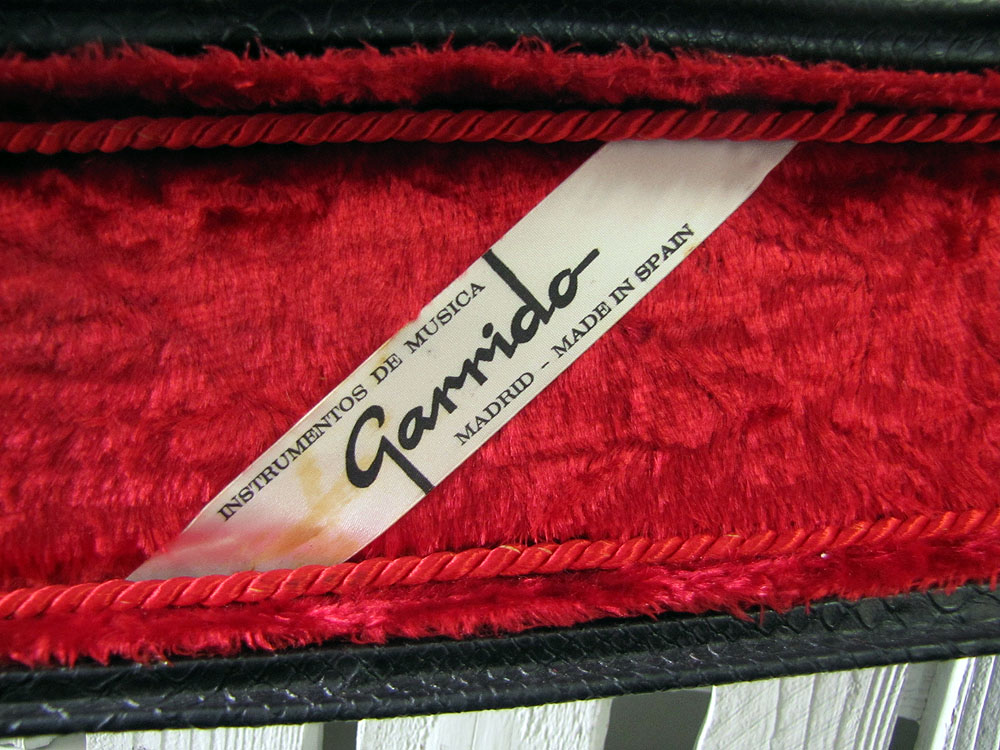 INSTRUMENTOS DE MUSICA
Garrido
MADRID - MADE IN SPAIN